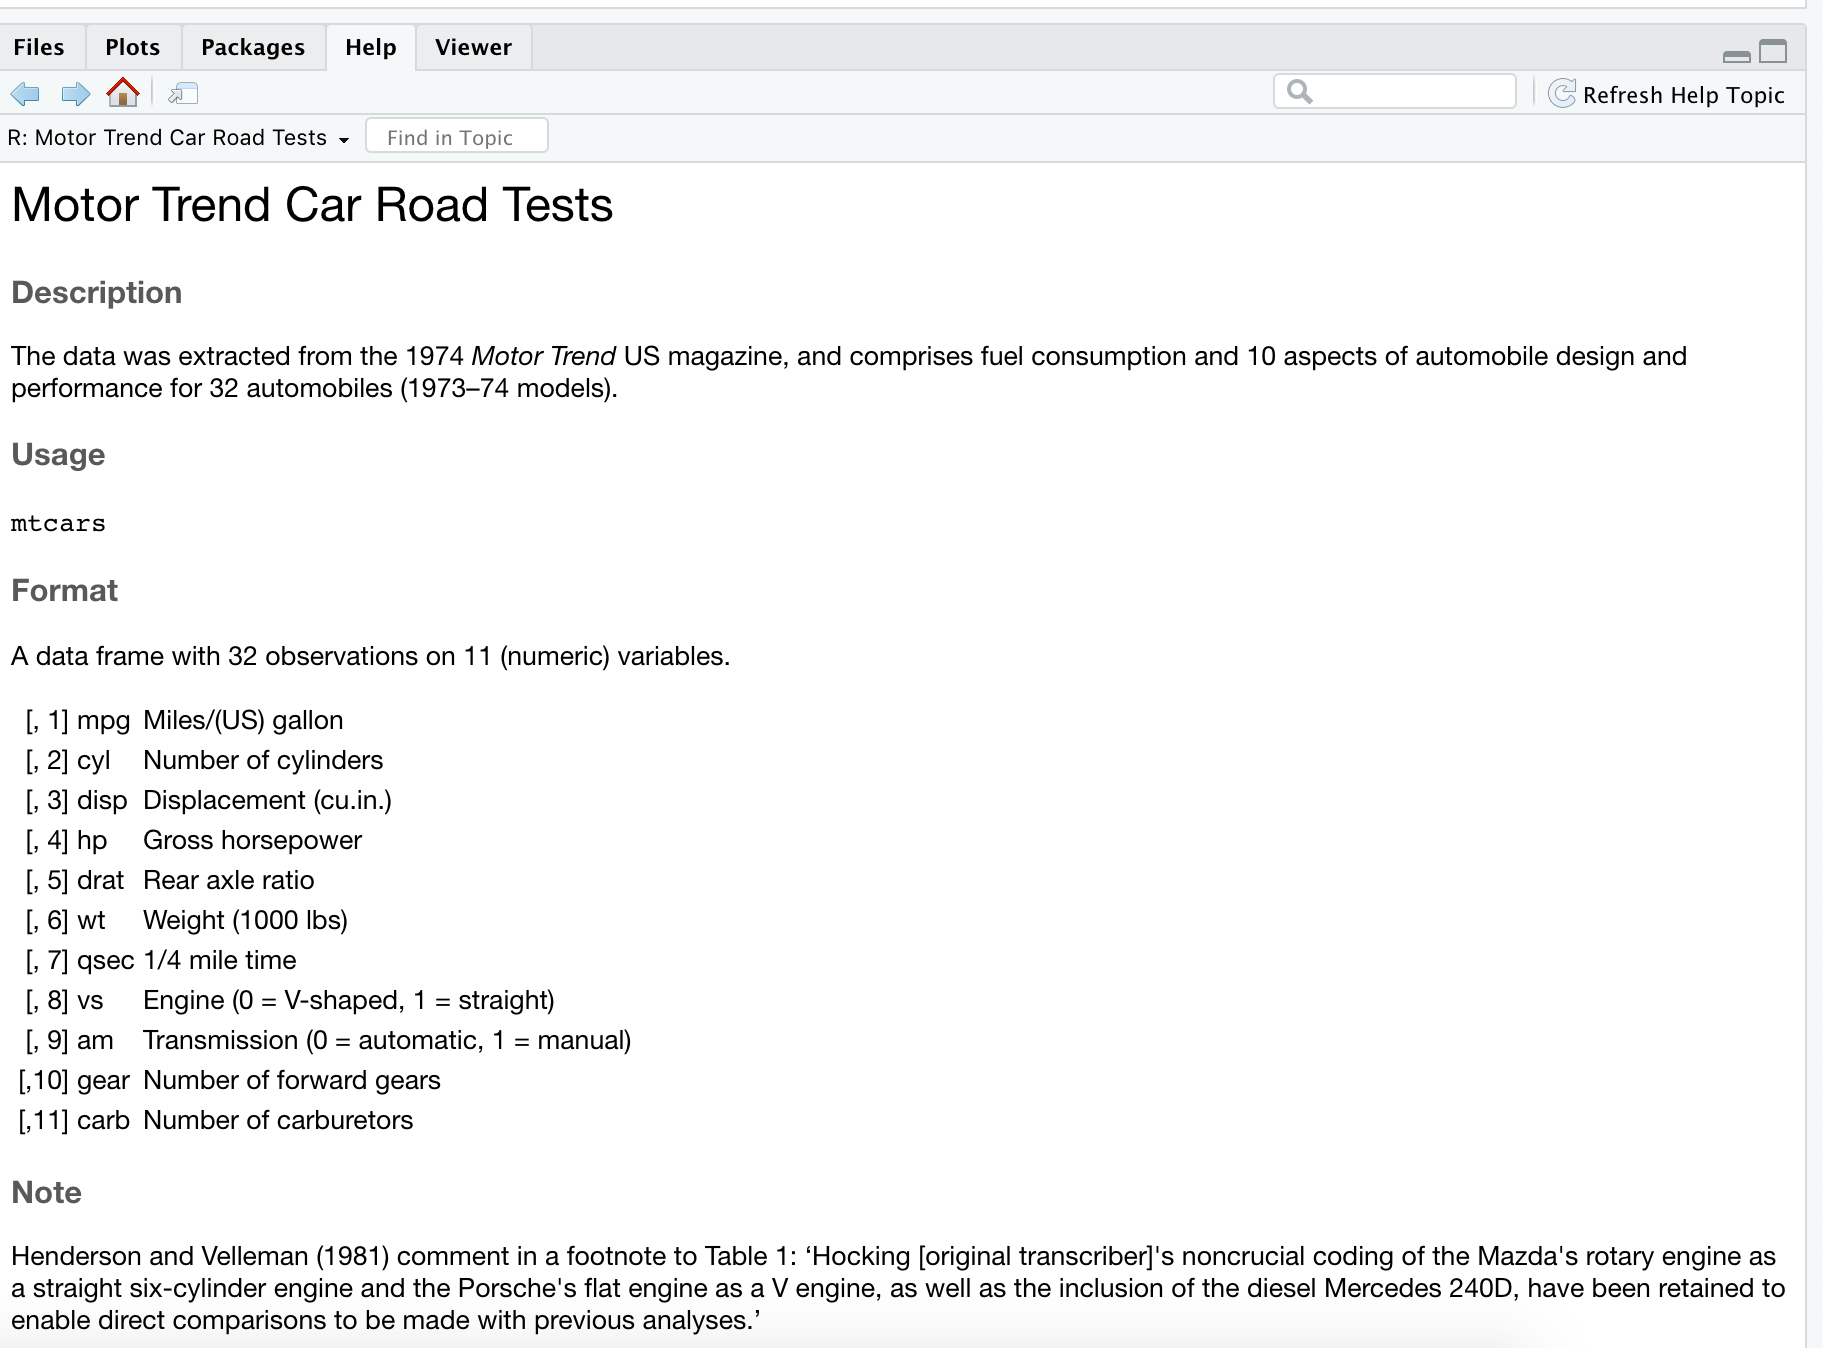 Files Plots Packages Help Viewer
Refresh Help Topic
R: Motor Trend Car Road Tests Find in Topic
Motor Trend Car Road Tests
Description
The data was extracted from the 1974 Motor Trend US magazine, and comprises fuel consumption and 10 aspects of automobile design and
performance for 32 automobiles (1973–74 models).
Usage
mtcars
Format
A data frame with 32 observations on 11 (numeric) variables.
[, 1] mpg Miles/(US) gallon
[, 2] cyl Number of cylinders
[, 3] disp Displacement (cu.in.)
[, 4] hp Gross horsepower
[, 5] drat Rear axle ratio
[, 6] wt Weight (1000 lbs)
[, 7] qsec 1/4 mile time
[, 8] vs Engine (0 = V-shaped, 1 = straight)
[, 9] am Transmission (0 = automatic, 1 = manual)
[,10] gear Number of forward gears
[,11] carb Number of carburetors
Note
Henderson and Velleman (1981) comment in a footnote to Table 1: ‘Hocking [original transcriber]'s noncrucial coding of the Mazda's rotary engine as
a straight six-cylinder engine and the Porsche's flat engine as a V engine, as well as the inclusion of the diesel Mercedes 240D, have been retained to
enable direct comparisons to be made with previous analyses.’